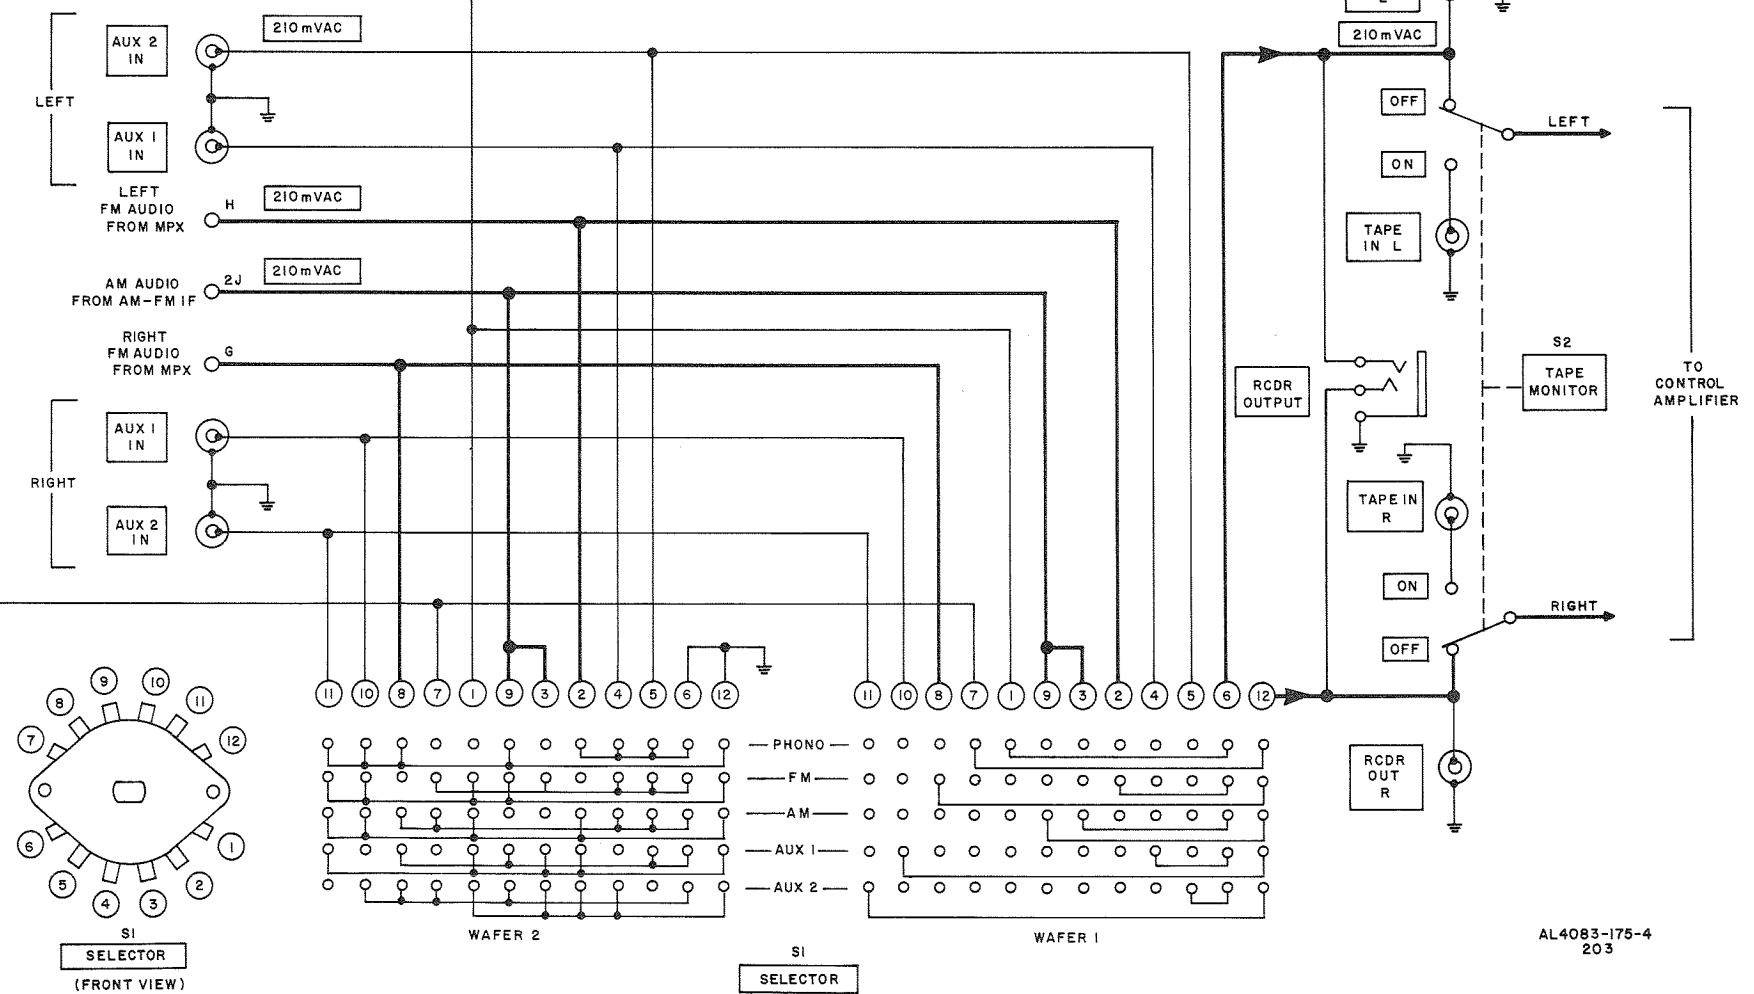 L
210mVAC
210mVAC
AUX 2
IN
OFF
LEFT
LEFT
AUX 1
IN
ON
LEFT
FM AUDIO
FROM MPX
H
210mVAC
TAPE
IN L
AM AUDIO
FROM AM-FM IF
2J
210mVAC
RIGHT
FM AUDIO
FROM MPX
G
S2
TAPE
MONITOR
TO
CONTROL
AMPLIFIER
RCDR
OUTPUT
AUX 1
IN
RIGHT
TAPE IN
R
AUX 2
IN
ON
RIGHT
OFF
11 10 8 7 1 9 3 2 4 5 6 12
11 10 8 7 1 9 3 2 4 5 6 12
9 10
8 11
7 12
6 1
5 2
4 3
PHONO
FM
AM
AUX 1
AUX 2
RCDR
OUT
R
S1
SELECTOR
(FRONT VIEW)
WAFER 2
WAFER 1
S1
SELECTOR
AL4083-175-4
203